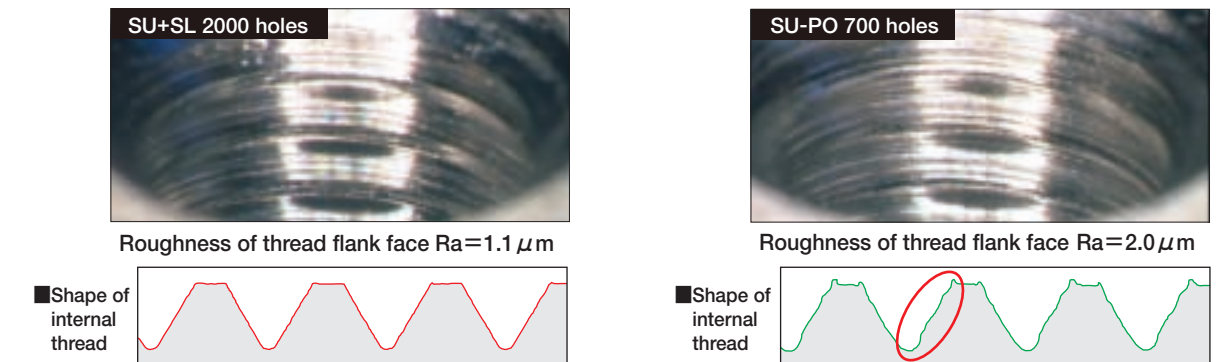 SU+SL 2000 holes
SU-PO 700 holes
Roughness of thread flank face Ra=1.1μm
Roughness of thread flank face Ra=2.0μm
■Shape of
internal
thread
■Shape of
internal
thread